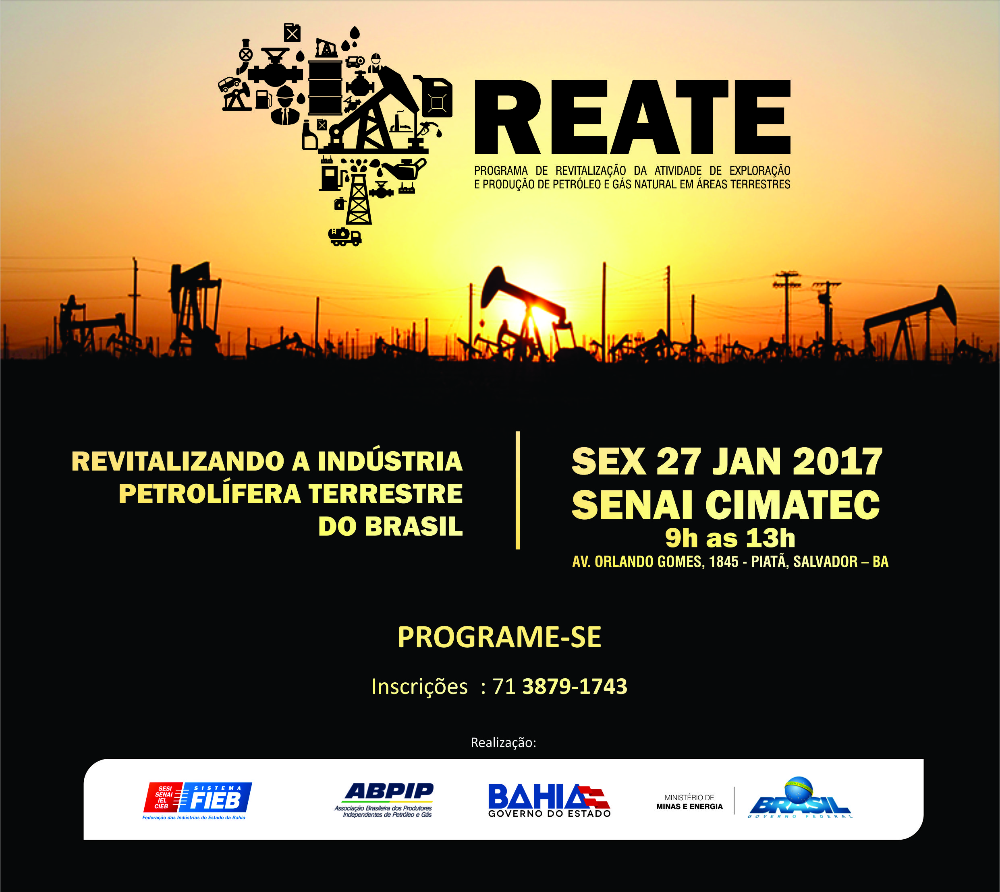 REATE
PROGRAMA DE REVITALIZAÇÃO DA ATIVIDADE DE EXPLORAÇÃO
E PRODUÇÃO DE PETRÓLEO E GÁS NATURAL EM ÁREAS TERRESTRES
REVITALIZANDO A INDÚSTRIA
PETROLÍFERA TERRESTRE
DO BRASIL
SEX 27 JAN 2017
SENAI CIMATEC
9h as 13h
AV. ORLANDO GOMES, 1845 - PIATÃ, SALVADOR – BA
PROGRAME-SE
Inscrições : 71 3879-1743
Realização:
SESI
SENAI
IEL
CIEB
SISTEMA
FIEB
Federação das Indústrias do Estado da Bahia
ABPIP
Associação Brasileira dos Produtores
Independentes de Petróleo e Gás
BAHIA
GOVERNO DO ESTADO
MINISTÉRIO DE
MINAS E ENERGIA
BRASIL
GOVERNO FEDERAL